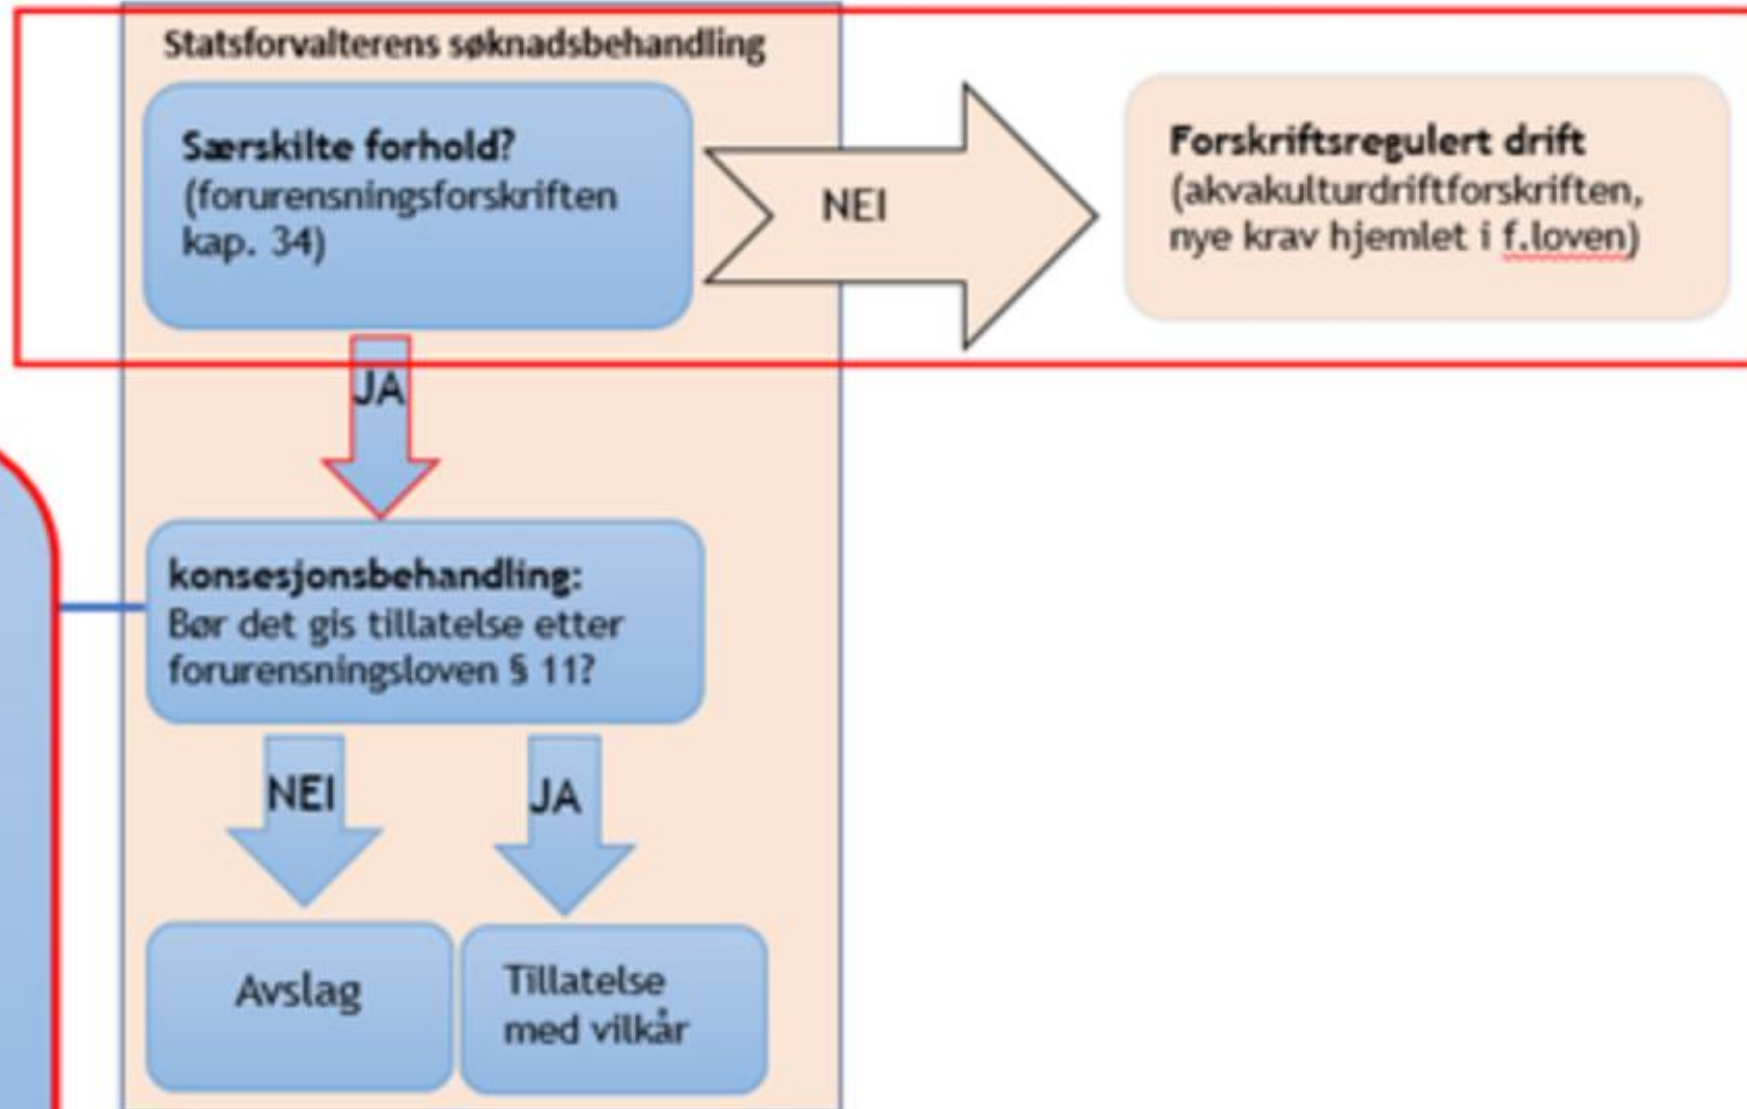 Statsforvalterens søknadsbehandling
Særskilte forhold?
(forurensningsforskriften
kap. 34)
NEI
Forskriftsregulert drift
(akvakulturdriftforskriften,
nye krav hjemlet i f.loven)
JA
konsesjonsbehandling:
Bør det gis tillatelse etter
forurensningsloven § 11?
NEI
JA
Avslag
Tillatelse
med vilkår